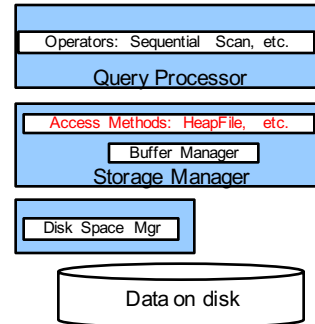 Operators: Sequential Scan, etc.
Query Processor
Access Methods: HeapFile, etc.
Buffer Manager
Storage Manager
Disk Space Mgr
Data on disk